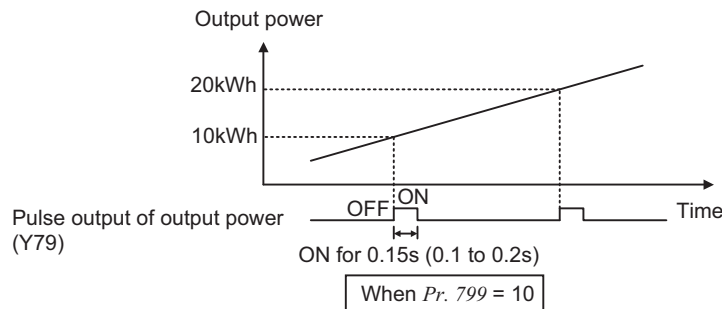 Output power
20kWh
10kWh
Time
ON
OFF
Pulse output of output power
(Y79)
ON for 0.15s (0.1 to 0.2s)
When Pr. 799 = 10